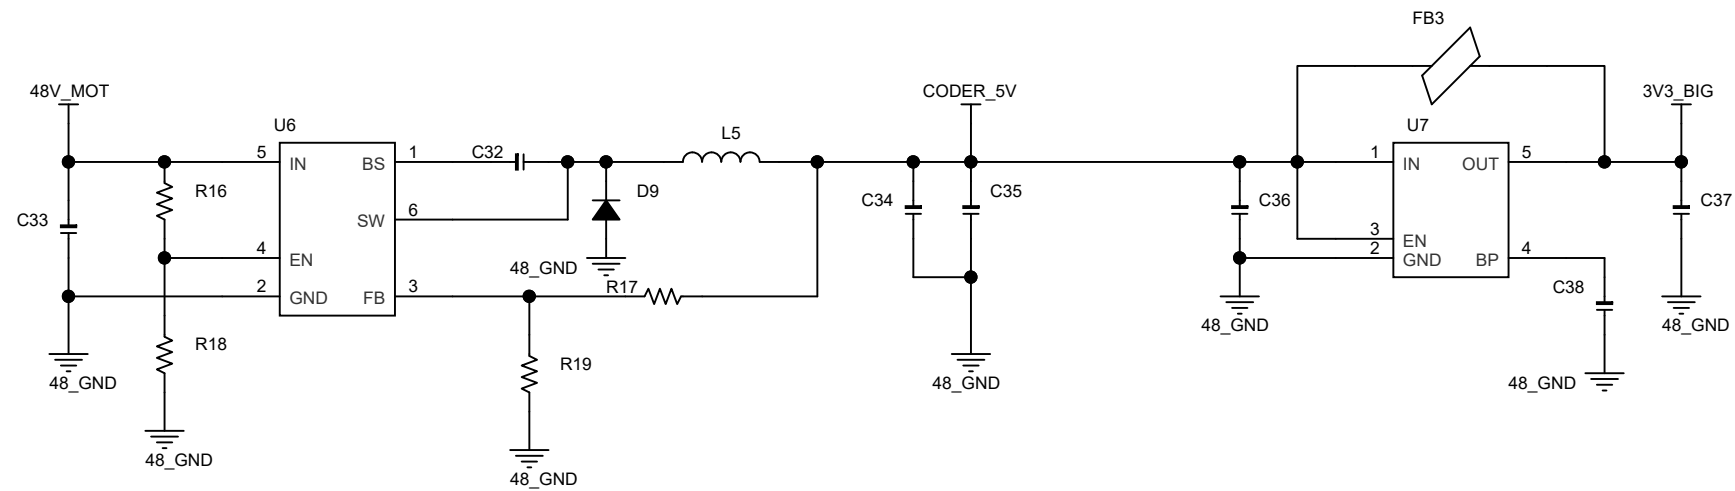 FB3
48V_MOT
CODER_5V
3V3_BIG
U6
L5
U7
5
IN
BS
1
C32
1
IN
OUT
5
R16
D9
C33
SW
6
C34
C35
C36
C37
4
EN
3
EN
2
GND
BP
4
48_GND
2
GND
FB
3
R17
C38
48_GND
48_GND
R18
R19
48_GND
48_GND
48_GND
48_GND
48_GND